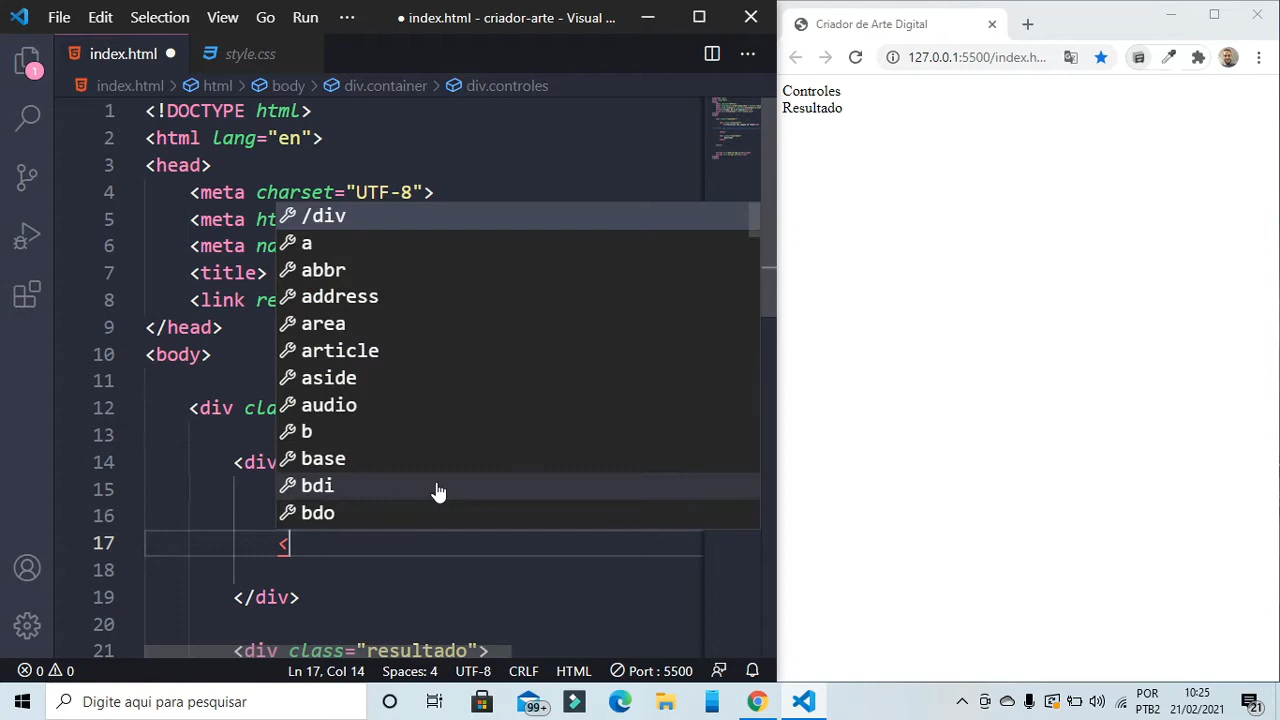 File Edit Selection View Go Run ••• ● index.html - criador-arte - Visual ...
index.html ● style.css
index.html > html > body > div.container > div.controles
1 <!DOCTYPE html>
2 <html lang="en">
3 <head>
4 <meta charset="UTF-8">
5 <meta ht
6 <meta na
7 <title>
8 <link re
9 </head>
10 <body>
11
12 <div cla
13
14 <div
15
16
17 <
18
19 </div>
20
21 <div class="resultado">
/div
a
abbr
address
area
article
aside
audio
b
base
bdi
bdo
1
0 0 Ln 17, Col 14 Spaces: 4 UTF-8 CRLF HTML Port : 5500
Criador de Arte Digital
127.0.0.1:5500/index.h...
Controles
Resultado
Digite aqui para pesquisar
99+
POR
PTB2
10:25
21/02/2021
21